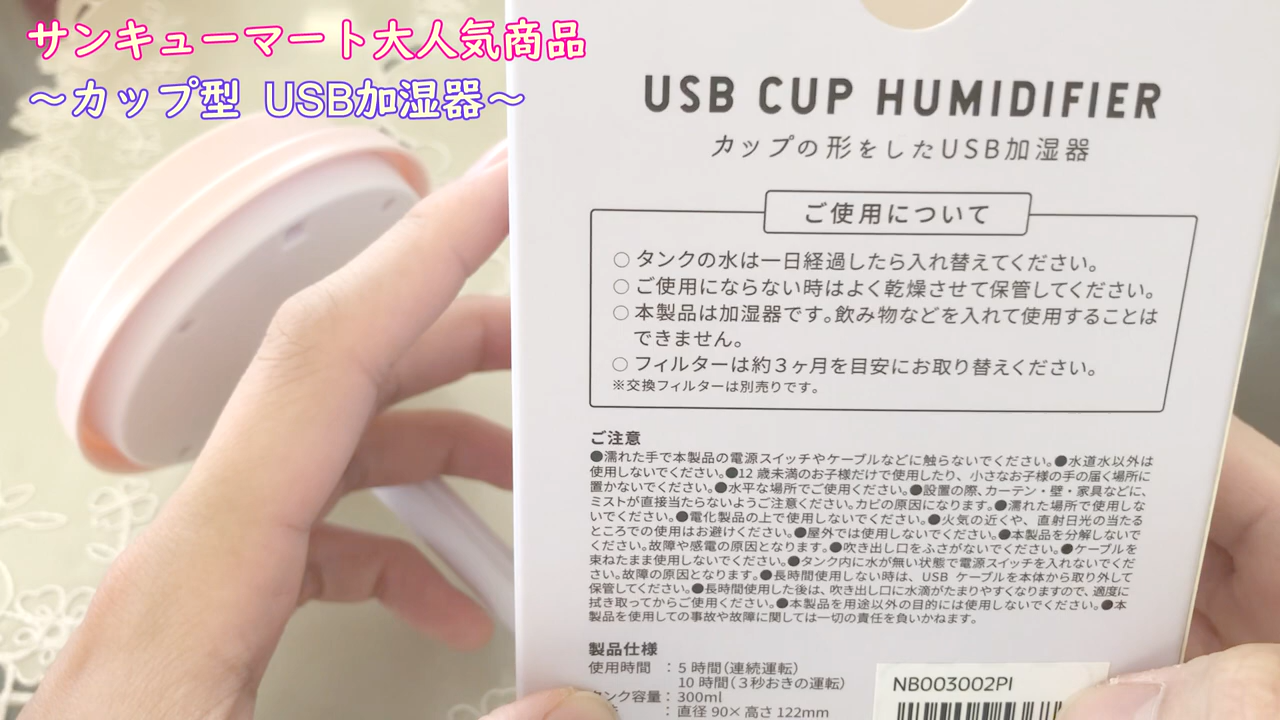 サンキューマート大人気商品
～カップ型 USB加湿器～
USB CUP HUMIDIFIER
カップの形をしたUSB加湿器
ご使用について
○ タンクの水は一日経過したら入れ替えてください。
○ ご使用にならない時はよく乾燥させて保管してください。
○ 本製品は加湿器です。飲み物などを入れて使用することは
できません。
○ フィルターは約3ヶ月を目安にお取り替えください。
※交換フィルターは別売りです。
ご注意
●濡れた手で本製品の電源スイッチやケーブルなどに触らないでください。●水道水以外は
使用しないでください。●12 歳未満のお子様だけで使用したり、小さなお子様の手の届く場所に
置かないでください。●水平な場所でご使用ください。●設置の際、カーテン・壁・家具などに、
ミストが直接当たらないようご注意ください。カビの原因になります。●濡れた場所で使用しな
いでください。●電化製品の上で使用しないでください。●火気の近くや、直射日光の当たる
ところでの使用はお避けください。●屋外では使用しないでください。●本製品を分解しないで
ください。故障や感電の原因となります。●吹き出し口をふさがないでください。●ケーブルを
束ねたまま使用しないでください。●タンク内に水が無い状態で電源スイッチを入れないでくだ
さい。故障の原因となります。●長時間使用しない時は、USB ケーブルを本体から取り外して
保管してください。●長時間使用した後は、吹き出し口に水滴がたまりやすくなりますので、適度に
拭き取ってからご使用ください。●本製品を用途以外の目的には使用しないでください。●本
製品を使用しての事故や故障に関しては一切の責任を負いかねます。
製品仕様
使用時間 ： 5 時間（連続運転）
10 時間（3秒おきの運転）
タンク容量： 300ml
： 直径 90× 高さ 122mm
NB003002PI